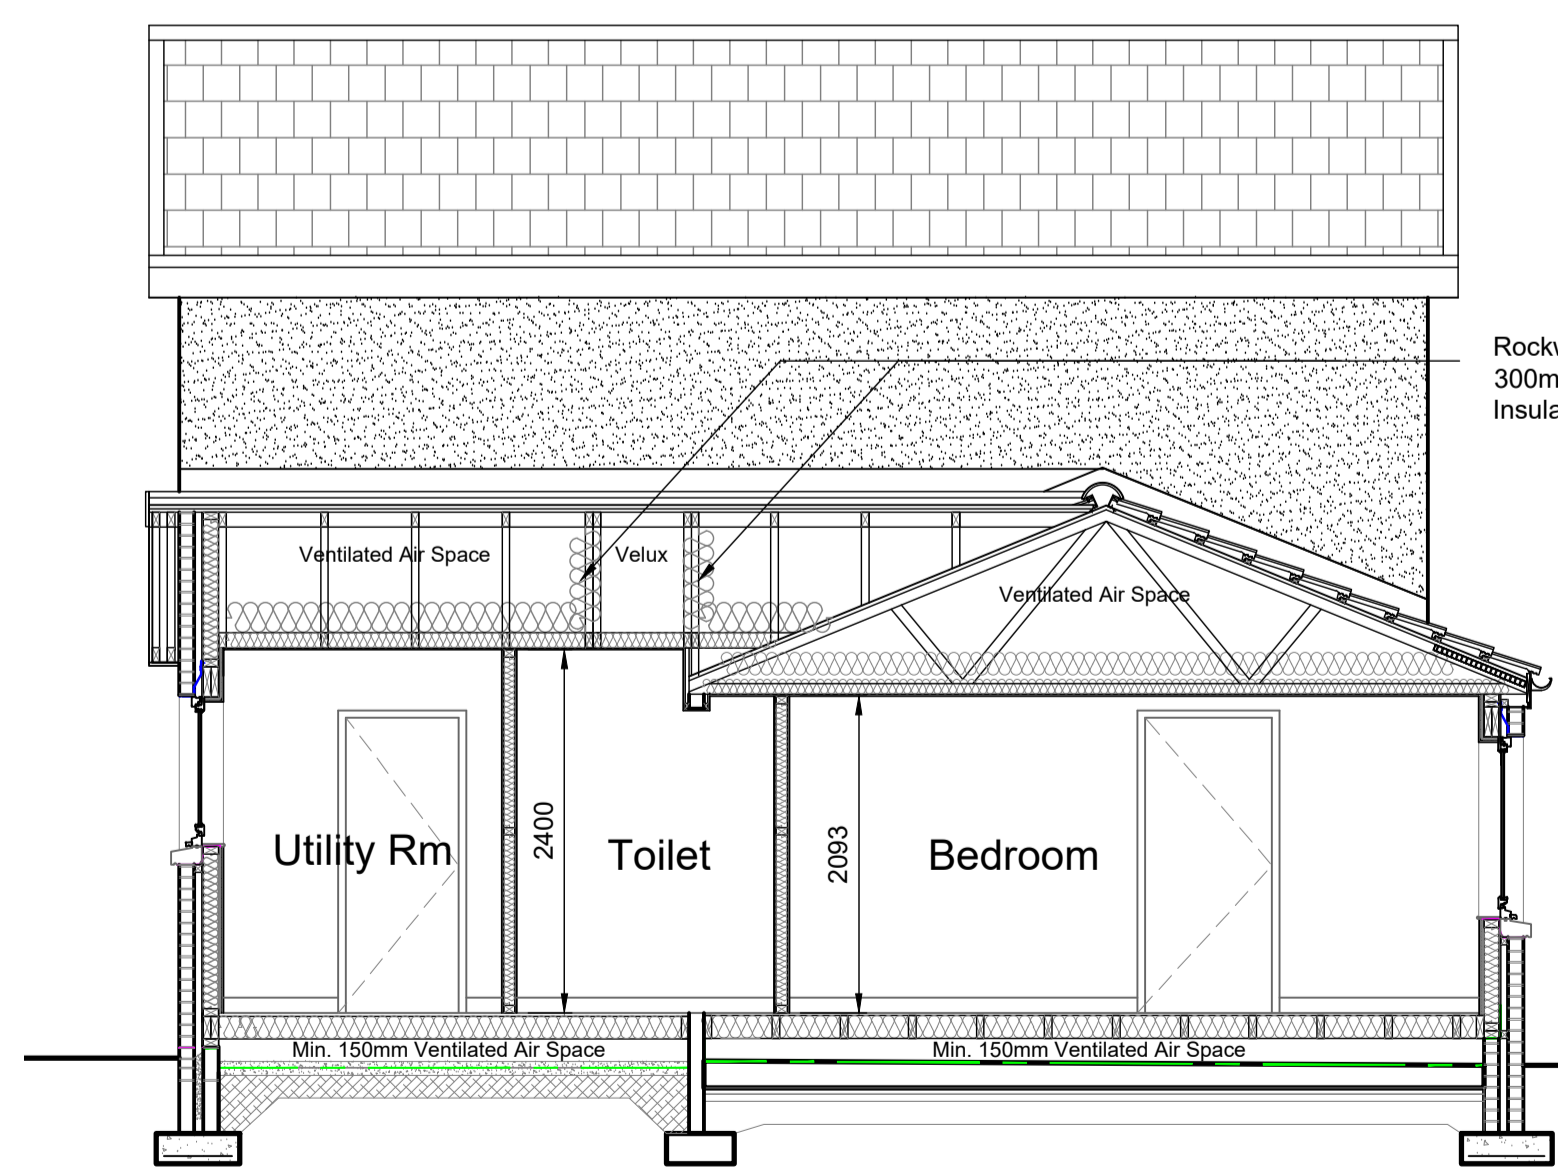 Rockw
300m
Insula
Ventilated Air Space
Velux
Ventilated Air Space
2400
2093
Utility Rm
Toilet
Bedroom
Min. 150mm Ventilated Air Space
Min. 150mm Ventilated Air Space